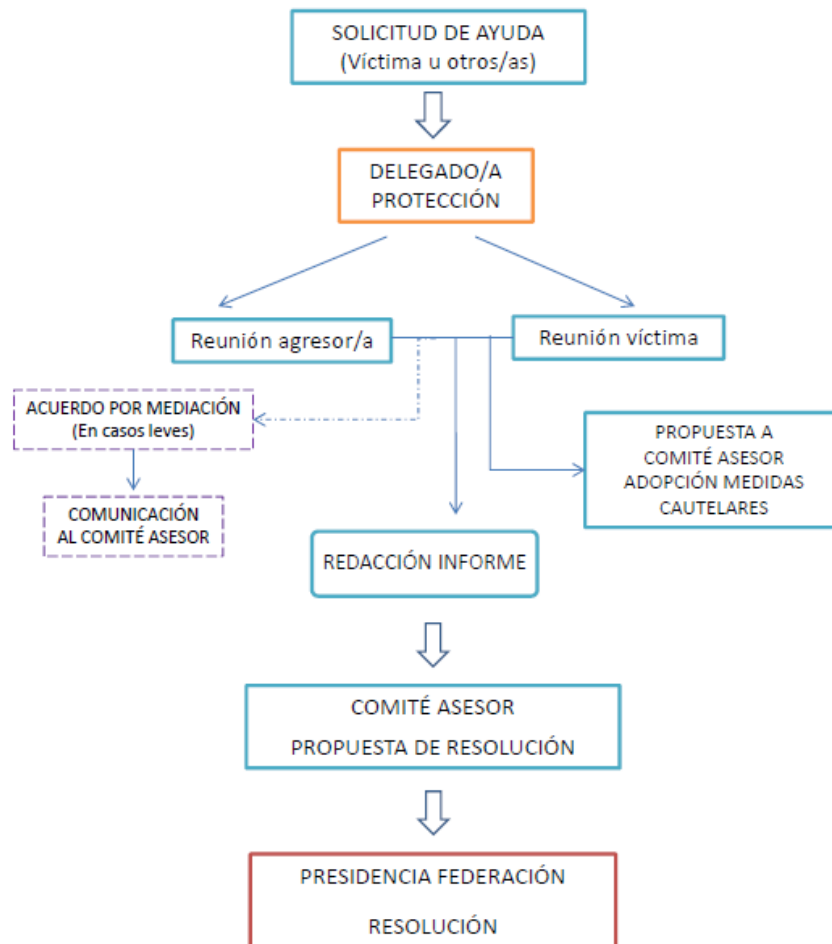 SOLICITUD DE AYUDA
(Víctima u otros/as)
DELEGADO/A
PROTECCIÓN
Reunión agresor/a
Reunión víctima
ACUERDO POR MEDIACIÓN
(En casos leves)
PROPUESTA A
COMITÉ ASESOR
ADOPCIÓN MEDIDAS
CAUTELARES
COMUNICACIÓN
AL COMITÉ ASESOR
REDACCIÓN INFORME
COMITÉ ASESOR
PROPUESTA DE RESOLUCIÓN
PRESIDENCIA FEDERACIÓN
RESOLUCIÓN